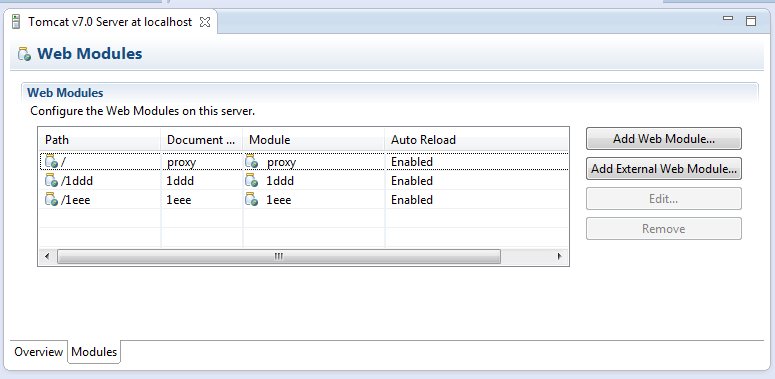 Tomcat v7.0 Server at localhost
Web Modules
Web Modules
Configure the Web Modules on this server.
Path Document ... Module Auto Reload
/ proxy proxy Enabled
/1ddd 1ddd 1ddd Enabled
/1eee 1eee 1eee Enabled
Add Web Module...
Add External Web Module...
Edit...
Remove
Overview Modules